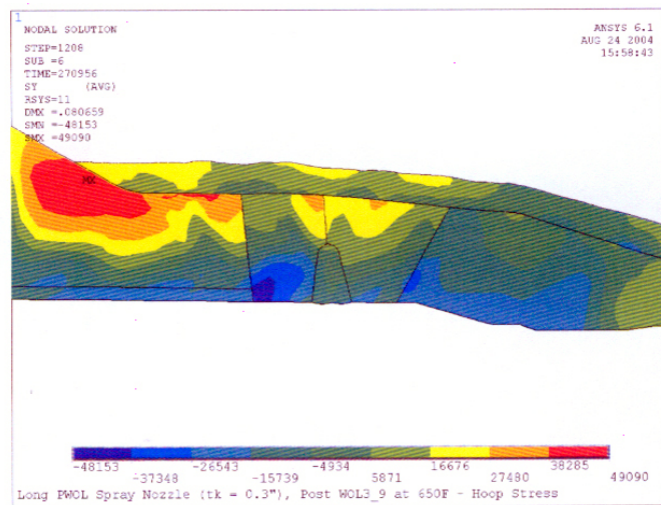 1
NODAL SOLUTION
STEP=1208
SUB =6
TIME=270956
SY (AVG)
RSYS=11
DMX =.080659
SMN =-48153
SMX =49090
ANSYS 6.1
AUG 24 2004
15:58:43
MX
-48153 -26543 -4934 16676 38285
-37348 -15739 5871 27480 49090
Long PWOL Spray Nozzle (tk = 0.3"), Post WOL3_9 at 650F - Hoop Stress